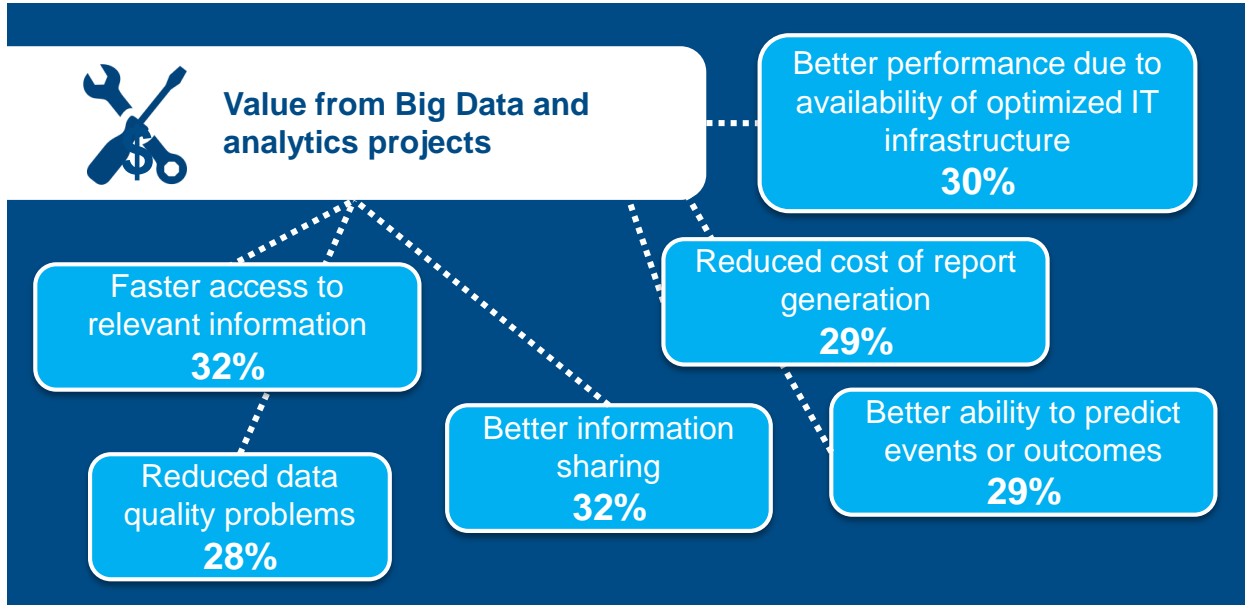 Value from Big Data and
analytics projects
Better performance due to
availability of optimized IT
infrastructure
30%
Faster access to
relevant information
32%
Reduced cost of report
generation
29%
Reduced data
quality problems
28%
Better information
sharing
32%
Better ability to predict
events or outcomes
29%
$